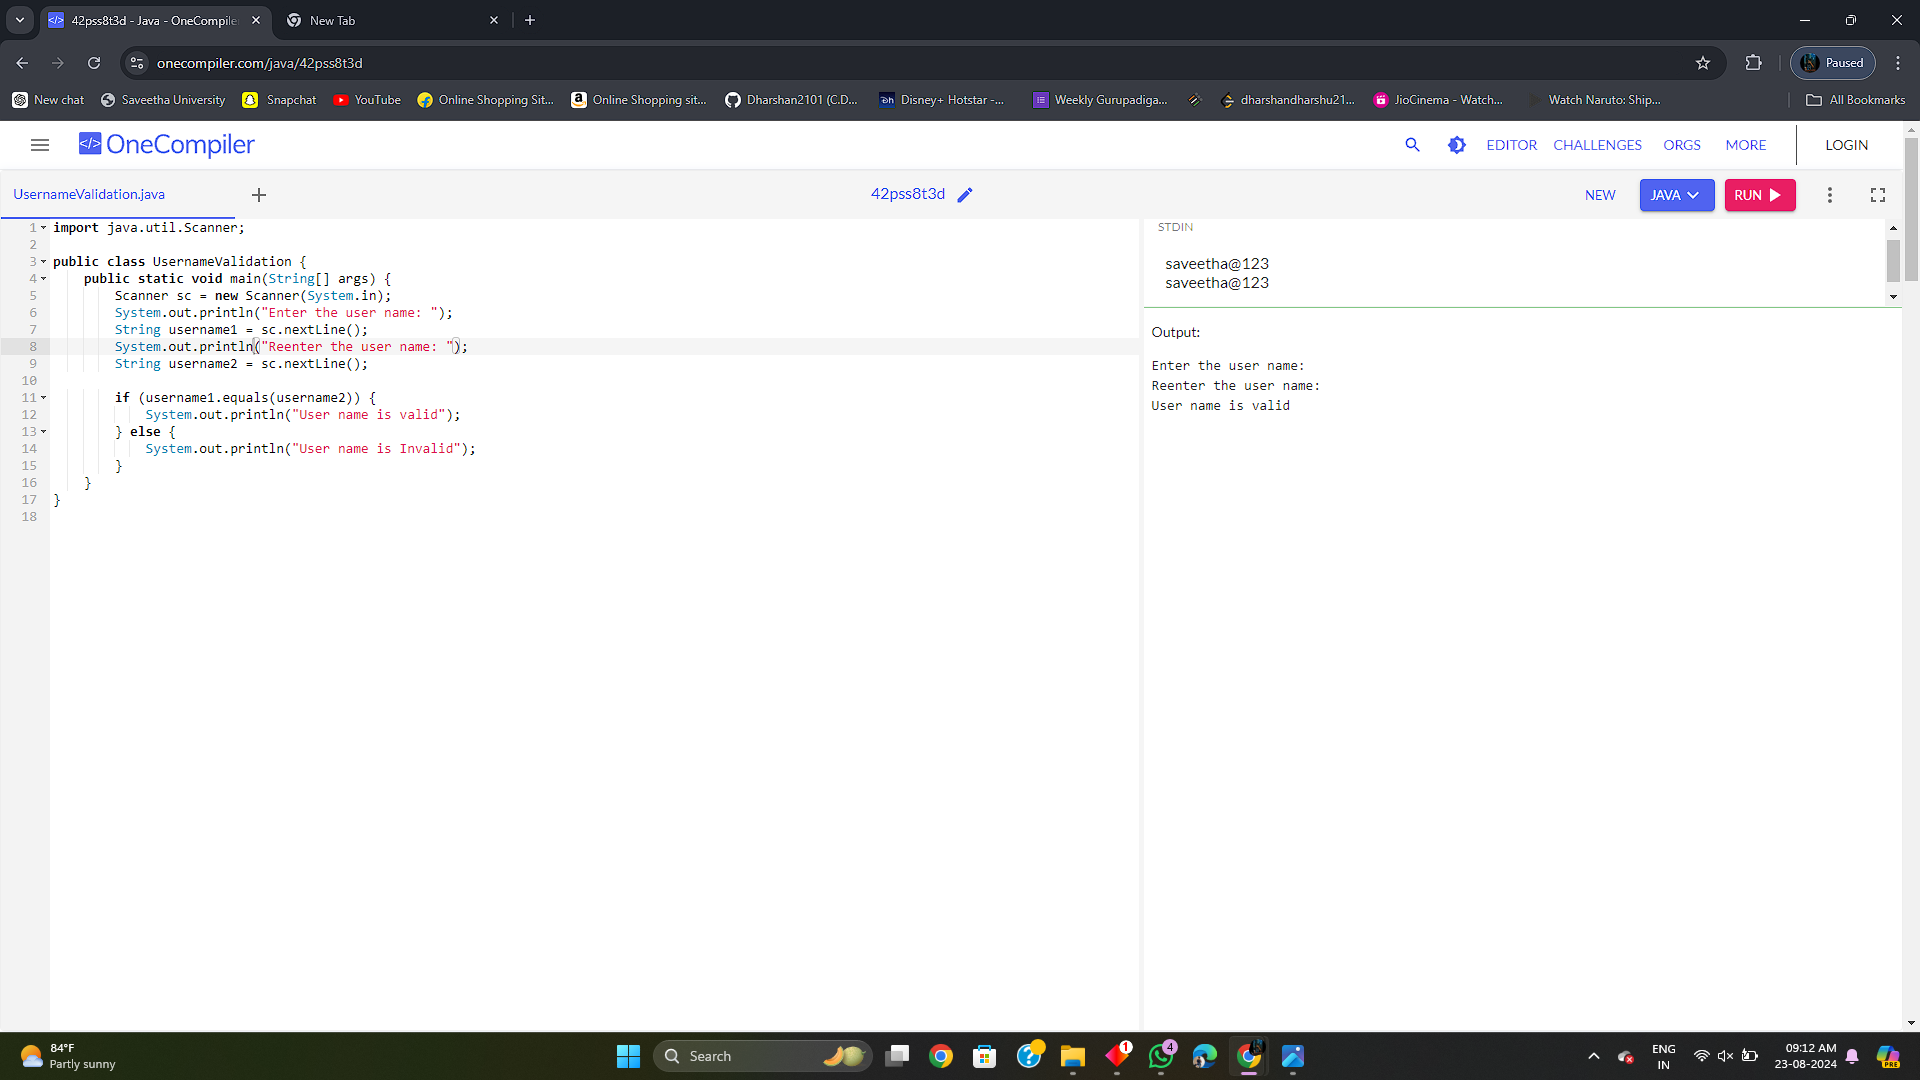 42pss8t3d - Java - OneCompile
New Tab
onecompiler.com/java/42pss8t3d
Paused
New chat
Saveetha University
Snapchat
YouTube
Online Shopping Sit...
Online Shopping sit...
Dharshan2101 (C.D...
Disney+ Hotstar -...
Weekly Gurupadiga...
dharshandharshu21...
JioCinema - Watch...
Watch Naruto: Ship...
All Bookmarks
OneCompiler
EDITOR
CHALLENGES
ORGS
MORE
LOGIN
UsernameValidation.java
42pss8t3d
NEW
JAVA
RUN
1 import java.util.Scanner;
2
3 public class UsernameValidation {
4 public static void main(String[] args) {
5 Scanner sc = new Scanner(System.in);
6 System.out.println("Enter the user name: ");
7 String username1 = sc.nextLine();
8 System.out.println("Reenter the user name: ");
9 String username2 = sc.nextLine();
10
11 if (username1.equals(username2)) {
12 System.out.println("User name is valid");
13 } else {
14 System.out.println("User name is Invalid");
15 }
16 }
17 }
18
STDIN
saveetha@123
saveetha@123
Output:
Enter the user name:
Reenter the user name:
User name is valid
84°F
Partly sunny
Search
1
4
ENG
IN
09:12 AM
23-08-2024
PRE